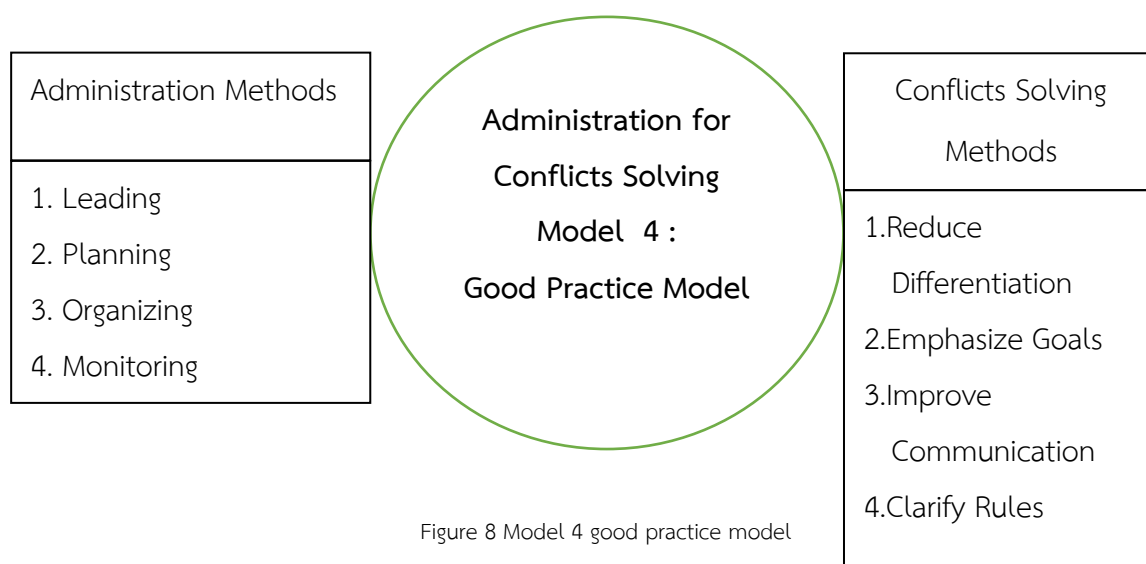 Administration Methods
1. Leading
2. Planning
3. Organizing
4. Monitoring
Administration for
Conflicts Solving
Model 4 :
Good Practice Model
Conflicts Solving
Methods
1.Reduce
Differentiation
2.Emphasize Goals
3.Improve
Communication
4.Clarify Rules
Figure 8 Model 4 good practice model